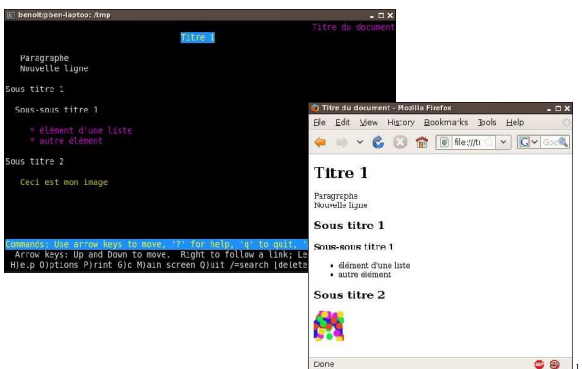 benoit@ben-laptop: /tmp
Titre du document
Titre 1
Paragraphe
Nouvelle ligne
Sous titre 1
Sous-sous titre 1
* élément d'une liste
* autre élément
Sous titre 2
Ceci est mon image
Commands: Use arrow keys to move, '?' for help, 'q' to quit, '
Arrow keys: Up and Down to move. Right to follow a link; Le
H)elp O)ptions P)rint G)o M)ain screen Q)uit /=search [delete
Titre du document - Mozilla Firefox
File Edit View History Bookmarks Tools Help
file:///t
Titre 1
Paragraphe
Nouvelle ligne
Sous titre 1
Sous-sous titre 1
• élément d'une liste
• autre élément
Sous titre 2
Done